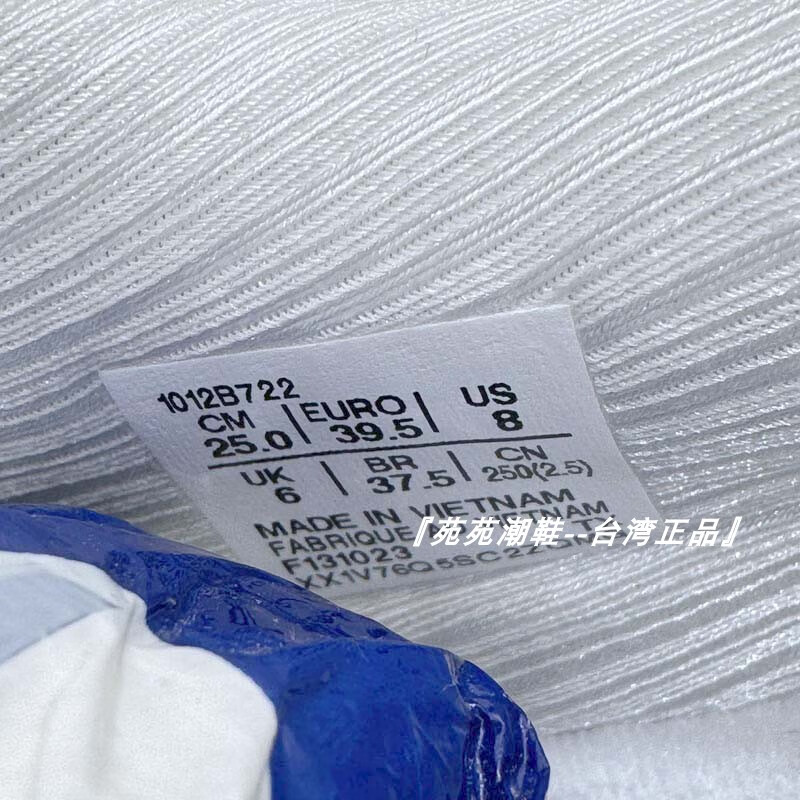 1012B722
CM | EURO | US
25.0 39.5 8
UK | BR | CN
6 37.5 250(2.5)
MADE IN VIETNAM
FABRIQUE VIETNAM
『苑苑潮鞋--台湾正品』
F131023